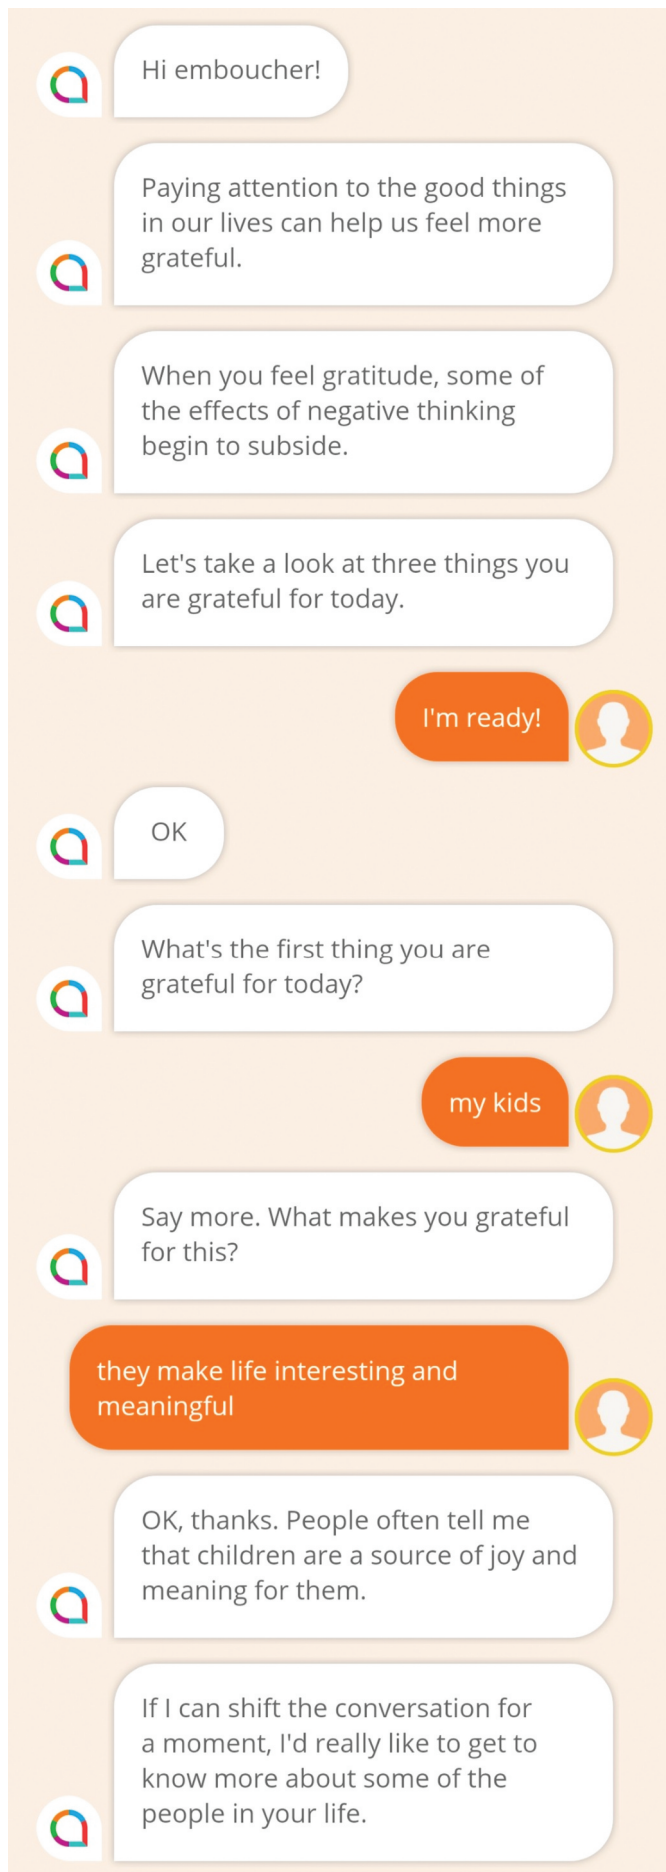 Hi emboucher!
Paying attention to the good things
in our lives can help us feel more
grateful.
When you feel gratitude, some of
the effects of negative thinking
begin to subside.
Let's take a look at three things you
are grateful for today.
I'm ready!
OK
What's the first thing you are
grateful for today?
my kids
Say more. What makes you grateful
for this?
they make life interesting and
meaningful
OK, thanks. People often tell me
that children are a source of joy and
meaning for them.
If I can shift the conversation for
a moment, I'd really like to get to
know more about some of the
people in your life.